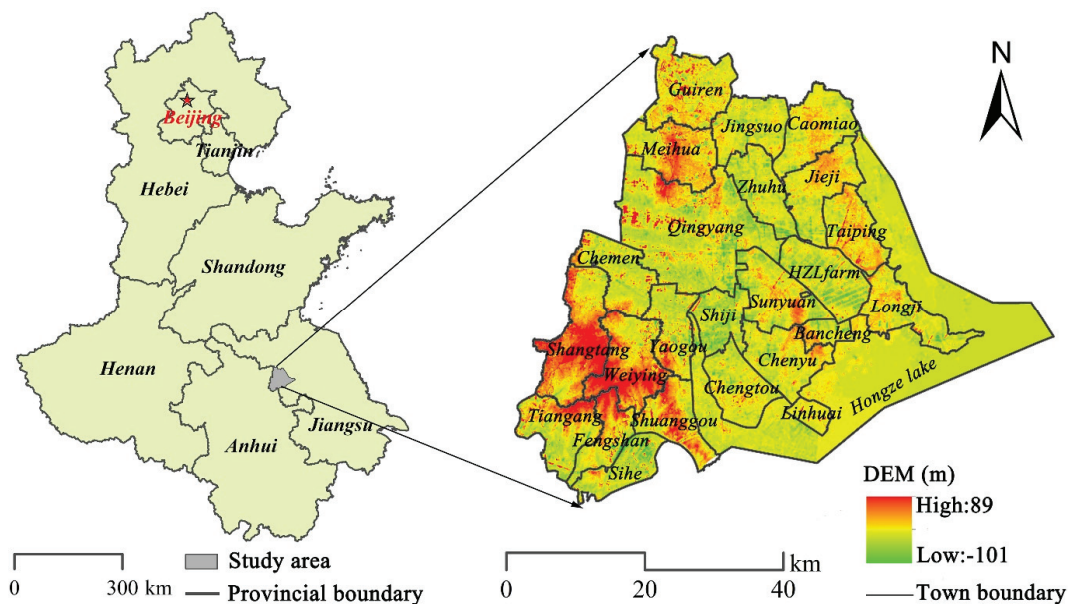 Beijing
Tianjin
Hebei
Shandong
Henan
Anhui
Jiangsu
0 300 km
Study area
Provincial boundary
N
Guiren
Jingsuo
Caomiao
Meihua
Zhuhu
Jieji
Qingyang
Taiping
Chemen
HZLfarm
Sunyuan
Longji
Shiji
Bancheng
Shangtang
Yaogou
Chenyu
Weiying
Chengtou
Linhuai
Hongze lake
Tiangang
Shuanggou
Fengshan
Sihe
DEM (m)
High:89
Low:-101
Town boundary
0 20 40
km